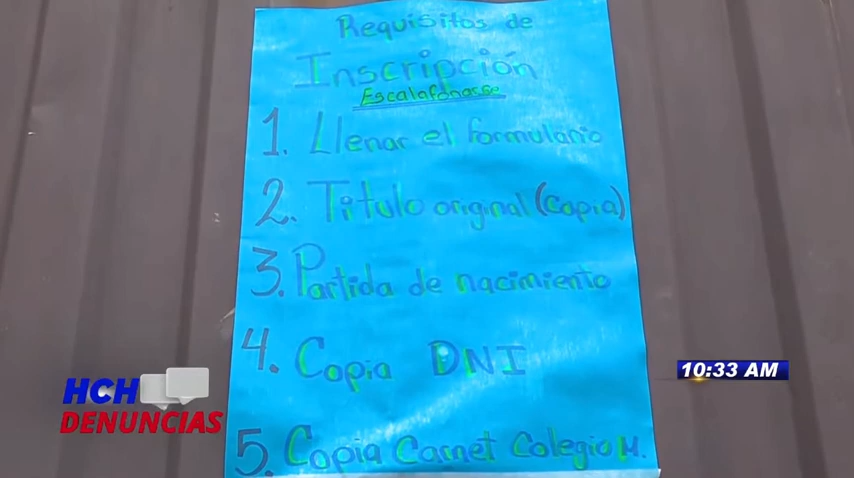 Requisitos de
Inscripción
Escalafonarse
1. Llenar el formulario
2. Titulo original (copia)
3. Partida de nacimiento
4. Copia DNI
5. Copia Carnet Colegio M.
HCH
DENUNCIAS
10:33 AM